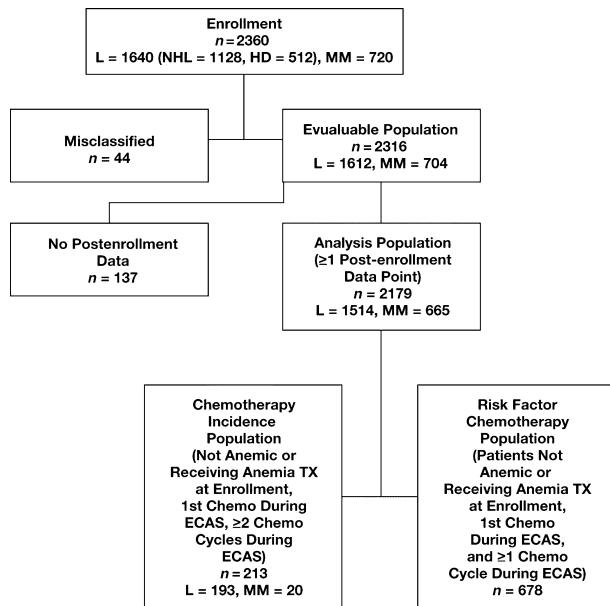 Enrollment
n = 2360
L = 1640 (NHL = 1128, HD = 512), MM = 720
Misclassified
n = 44
Evualuable Population
n = 2316
L = 1612, MM = 704
No Postenrollment
Data
n = 137
Analysis Population
(≥1 Post-enrollment
Data Point)
n = 2179
L = 1514, MM = 665
Chemotherapy
Incidence
Population
(Not Anemic or
Receiving Anemia TX
at Enrollment,
1st Chemo During
ECAS, ≥2 Chemo
Cycles During
ECAS)
n = 213
L = 193, MM = 20
Risk Factor
Chemotherapy
Population
(Patients Not
Anemic or
Receiving Anemia TX
at Enrollment,
1st Chemo
During ECAS,
and ≥1 Chemo
Cycle During ECAS)
n = 678